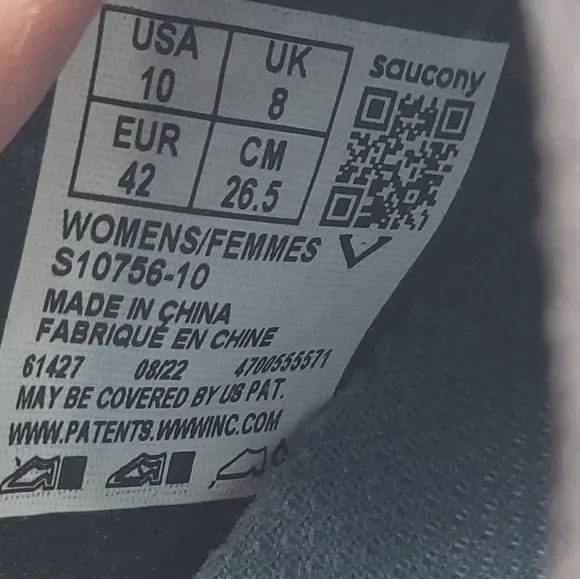 USA 10
UK 8
saucony
EUR 42
CM 26.5
WOMENS/FEMMES
S10756-10
MADE IN CHINA
FABRIQUÉ EN CHINE
61427 08/22 4700555571
MAY BE COVERED BY US PAT.
WWW.PATENTS.WWWINC.COM